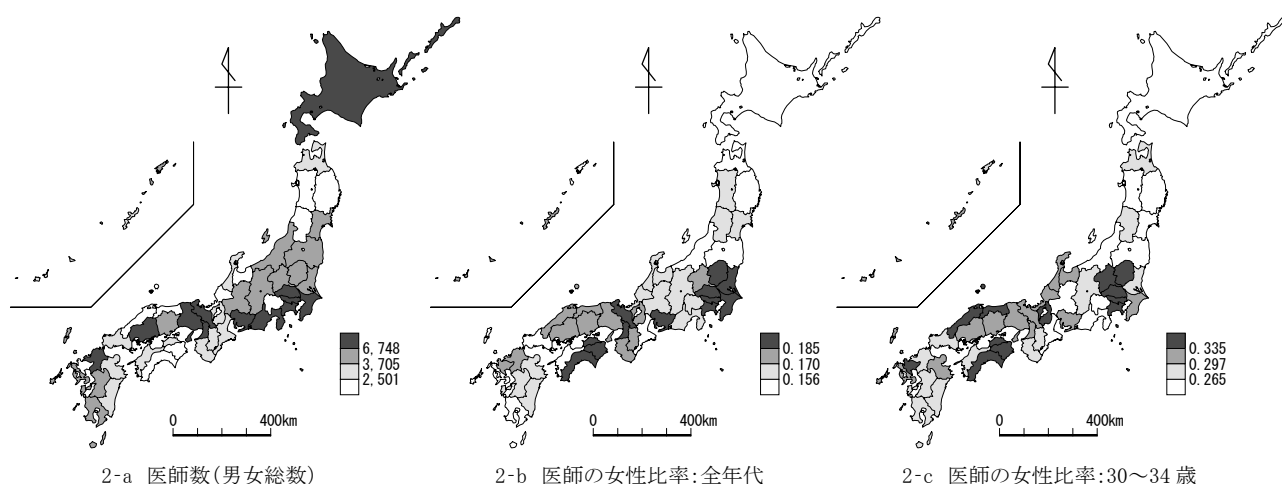 6,748
3,705
2,501
0 400km
2-a 医師数(男女総数)
0.185
0.170
0.156
0 400km
2-b 医師の女性比率:全年代
0.335
0.297
0.265
0 400km
2-c 医師の女性比率:30～34歳